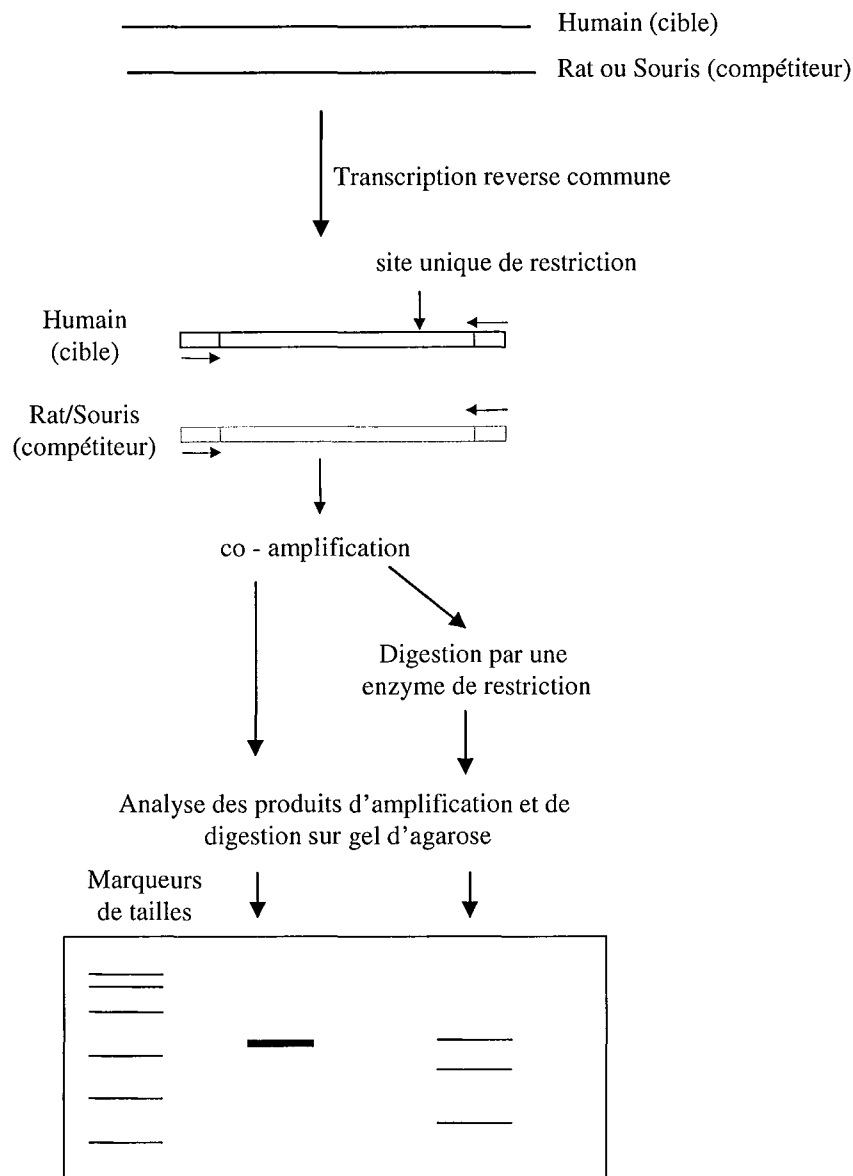 Humain (cible)
Rat ou Souris (compétiteur)
Transcription reverse commune
site unique de restriction
Humain
(cible)
Rat/Souris
(compétiteur)
co - amplification
Digestion par une
enzyme de restriction
Analyse des produits d'amplification et de
digestion sur gel d'agarose
Marqueurs
de tailles